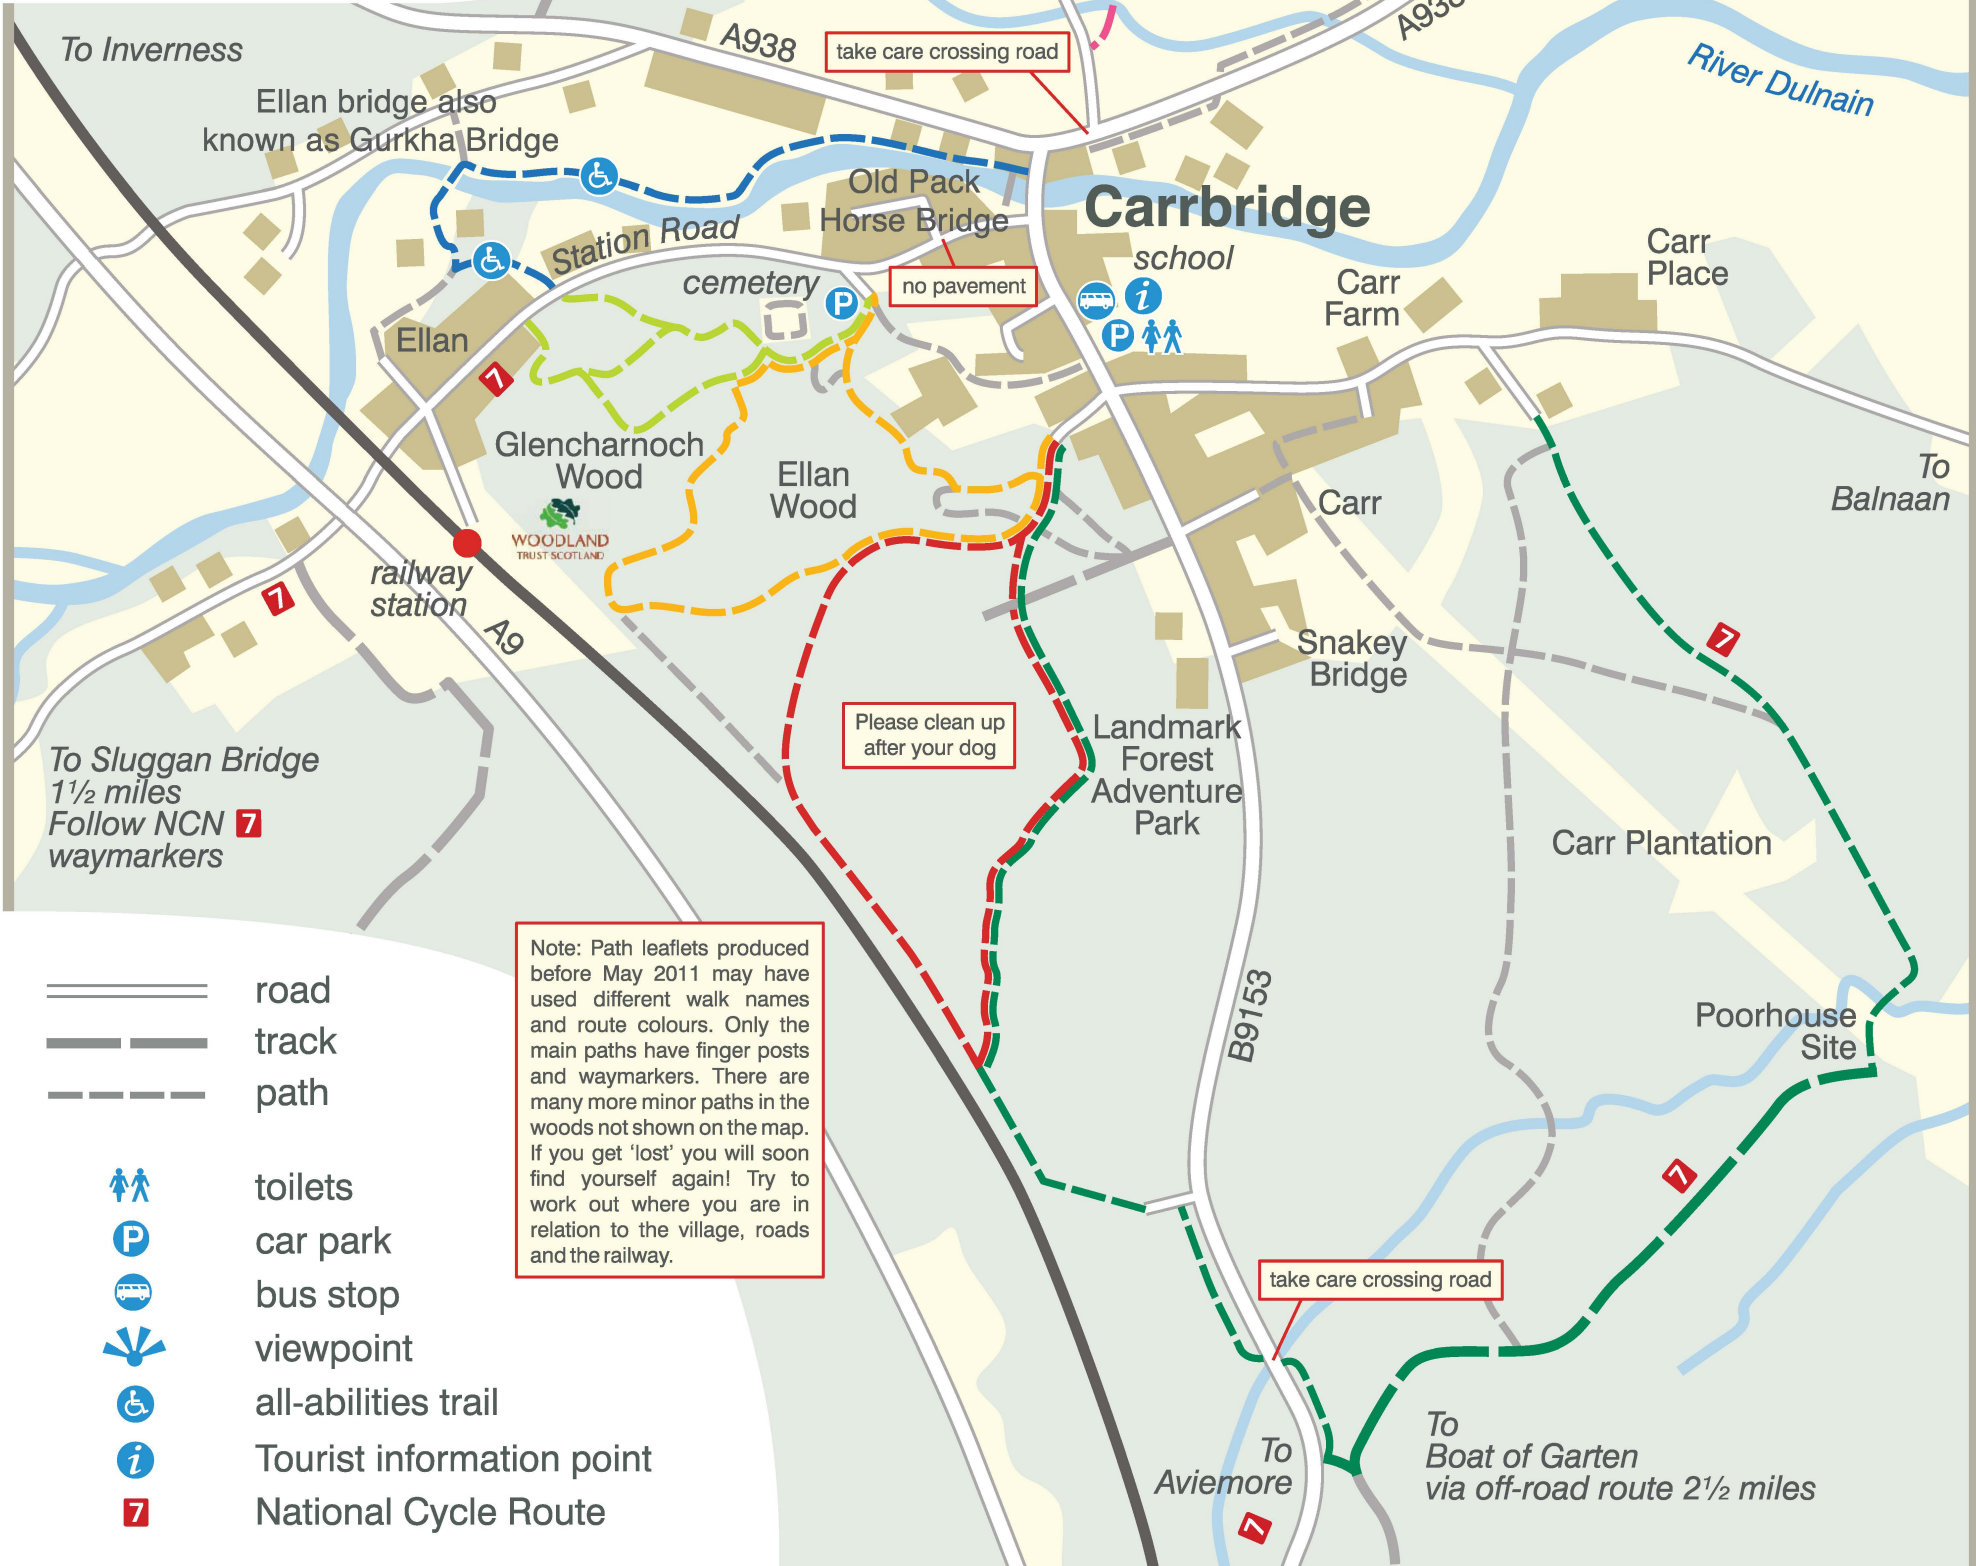 To Inverness
A938
take care crossing road
A938
River Dulnain
Ellan bridge also
known as Gurkha Bridge
Old Pack
Horse Bridge
Carrbridge
school
Station Road
cemetery
P
no pavement
i
P
Carr
Place
Carr
Farm
Ellan
7
Glencharnoch
Wood
Ellan
Wood
WOODLAND
TRUST SCOTLAND
To
Balnaan
Carr
railway
station
7
A9
Snakey
Bridge
7
Please clean up
after your dog
Landmark
Forest
Adventure
Park
To Sluggan Bridge
1½ miles
Follow NCN 7
waymarkers
Carr Plantation
Note: Path leaflets produced
before May 2011 may have
used different walk names
and route colours. Only the
main paths have finger posts
and waymarkers. There are
many more minor paths in the
woods not shown on the map.
If you get ‘lost’ you will soon
find yourself again! Try to
work out where you are in
relation to the village, roads
and the railway.
B9153
Poorhouse
Site
7
take care crossing road
To
Aviemore
7
To
Boat of Garten
via off-road route 2½ miles
road
track
path
toilets
P car park
bus stop
viewpoint
all-abilities trail
i Tourist information point
7 National Cycle Route